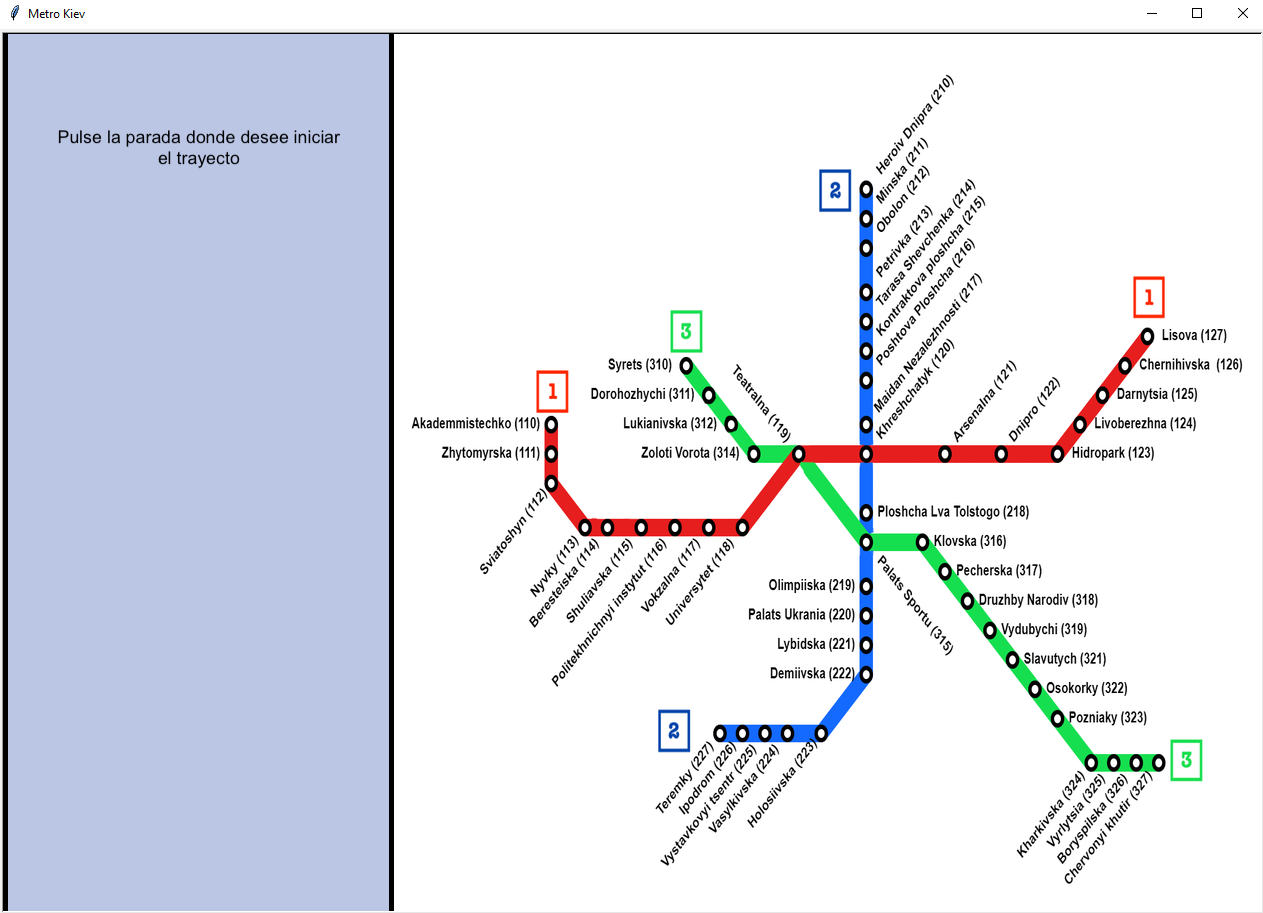 Metro Kiev
Pulse la parada donde desee iniciar
el trayecto
Heroiv Dnipra (210)
Minska (211)
2
Obolon (212)
Petrivka (213)
Tarasa Shevchenka (214)
Kontraktova ploshcha (215)
Poshtova Ploshcha (216)
Maidan Nezalezhnosti (217)
Khreshchatyk (120)
1
Lisova (127)
Chernihivska (126)
Darnytsia (125)
Livoberezhna (124)
Hidropark (123)
Arsenalna (121)
Dnipro (122)
3
Syrets (310)
Dorohozhychi (311)
Lukianivska (312)
Zoloti Vorota (314)
Teatralna (119)
1
Akademmistechko (110)
Zhytomyrska (111)
Sviatoshyn (112)
Nyvky (113)
Beresteiska (114)
Shuliavska (115)
Politekhnichnyi instytut (116)
Vokzalna (117)
Universytet (118)
Ploshcha Lva Tolstogo (218)
Klovska (316)
Palats Sportu (315)
Pecherska (317)
Druzhby Narodiv (318)
Vydubychi (319)
Slavutych (321)
Osokorky (322)
Pozniaky (323)
Olimpiiska (219)
Palats Ukrania (220)
Lybidska (221)
Demiivska (222)
2
Teremky (227)
Ipodrom (226)
Vystavkovyi tsentr (225)
Vasylkivska (224)
Holosiivska (223)
3
Kharkivska (324)
Vyrlytsia (325)
Boryspilska (326)
Chervonyi khutir (327)